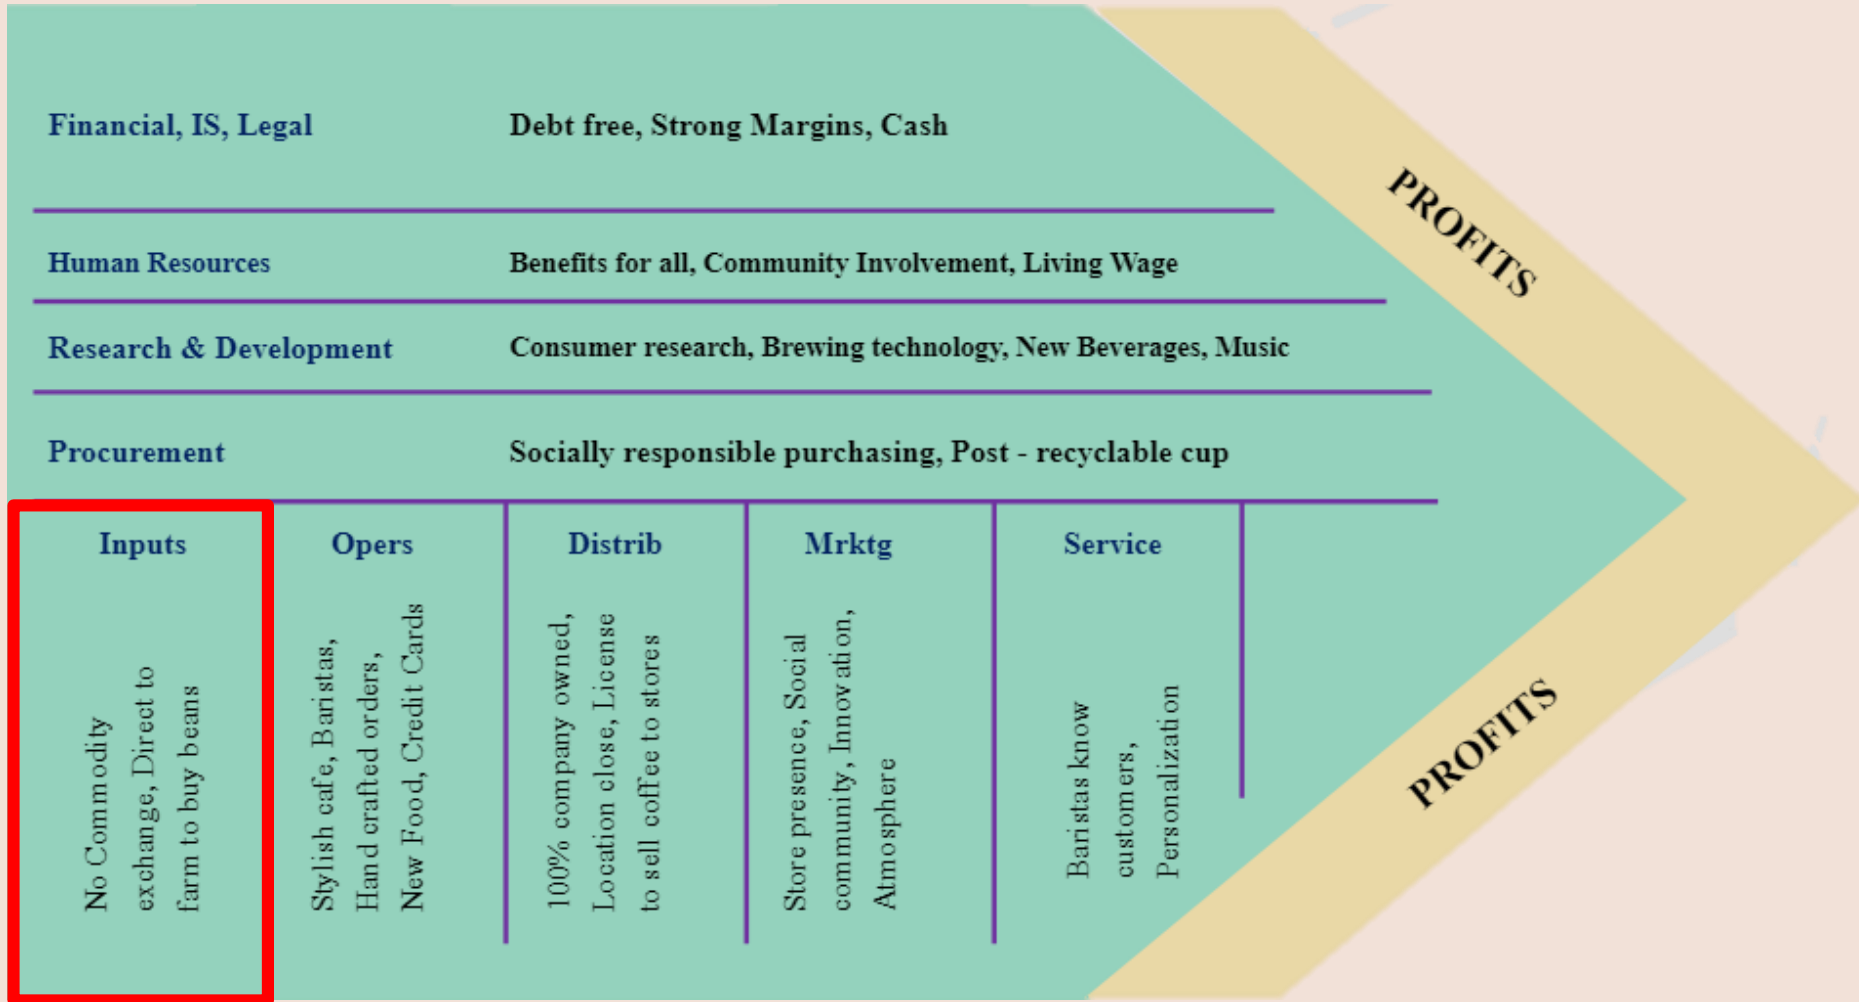 Financial, IS, Legal
Debt free, Strong Margins, Cash
Human Resources
Benefits for all, Community Involvement, Living Wage
Research & Development
Consumer research, Brewing technology, New Beverages, Music
Procurement
Socially responsible purchasing, Post - recyclable cup
Inputs
No Commodity
exchange, Direct to
farm to buy beans
Opers
Stylish cafe, Baristas,
Hand crafted orders,
New Food, Credit Cards
Distrib
100% company owned,
Location close, License
to sell coffee to stores
Mrktg
Store presence, Social
community, Innovation,
Atmosphere
Service
Baristas know
customers,
Personalization
PROFITS
PROFITS